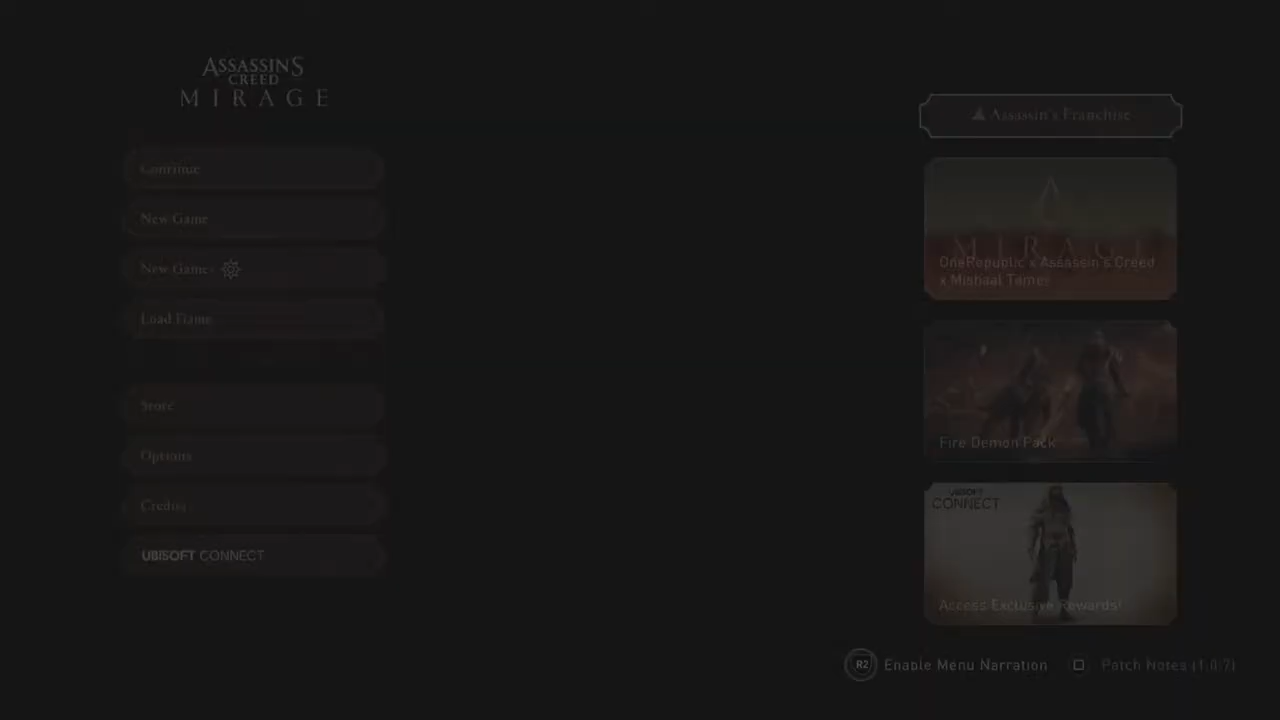 ASSASSIN'S
CREED
MIRAGE
Continue
New Game
New Game+
Load Game
Store
Options
Credits
UBISOFT CONNECT
Assassin's Franchise
MIRAGE
OneRepublic x Assassin's Creed
x Mishaal Tamer
Fire Demon Pack
UBISOFT
CONNECT
Access Exclusive Rewards!
R2 Enable Menu Narration
Patch Notes (1.0.7)